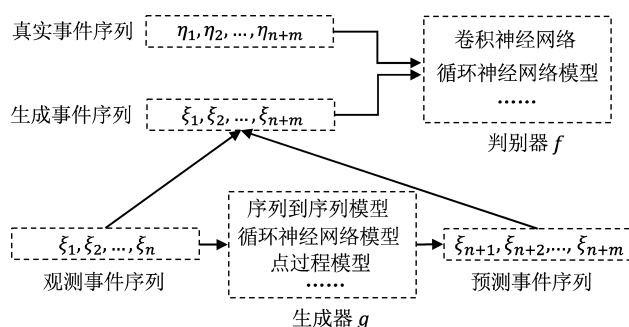 真实事件序列
η1, η2, ..., ηn+m
卷积神经网络
循环神经网络模型
......
判别器 f
生成事件序列
ξ1, ξ2, ..., ξn+m
ξ1, ξ2, ..., ξn
观测事件序列
序列到序列模型
循环神经网络模型
点过程模型
......
生成器 g
ξn+1, ξn+2, ..., ξn+m
预测事件序列